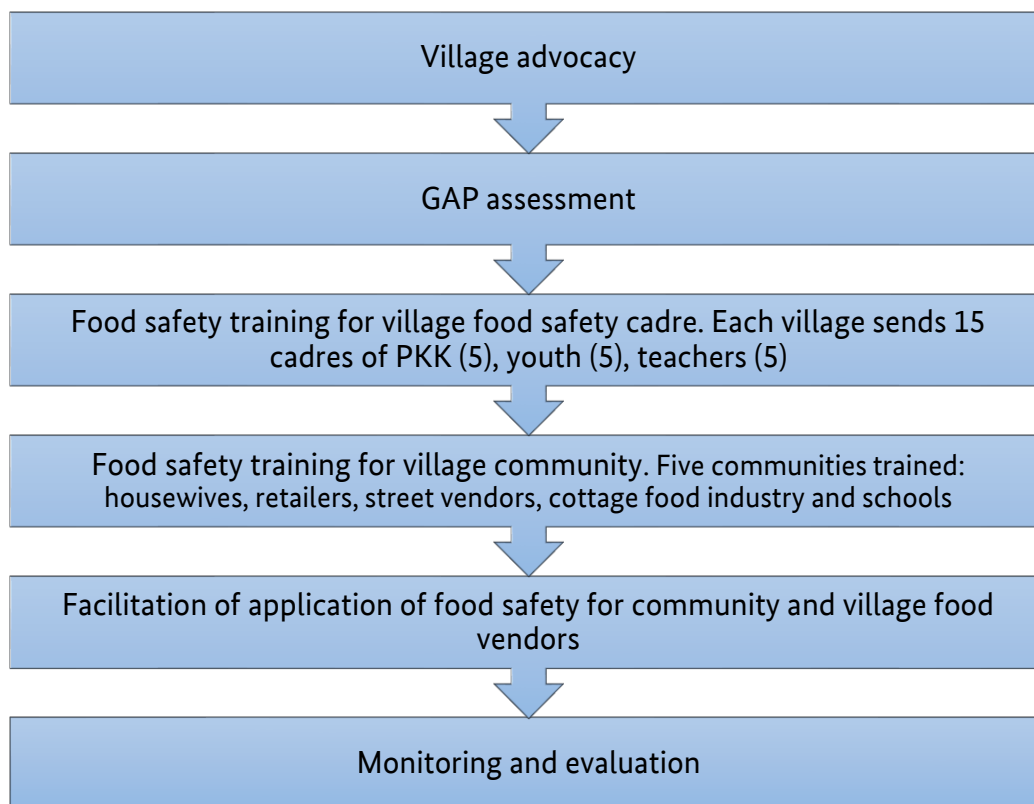 Village advocacy
GAP assessment
Food safety training for village food safety cadre. Each village sends 15
cadres of PKK (5), youth (5), teachers (5)
Food safety training for village community. Five communities trained:
housewives, retailers, street vendors, cottage food industry and schools
Facilitation of application of food safety for community and village food
vendors
Monitoring and evaluation